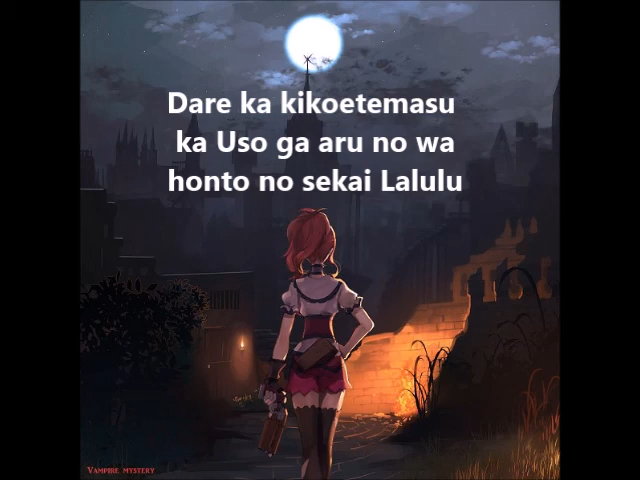 Dare ka kikoetemasu
ka Uso ga aru no wa
honto no sekai Lalulu
Vampire mystery